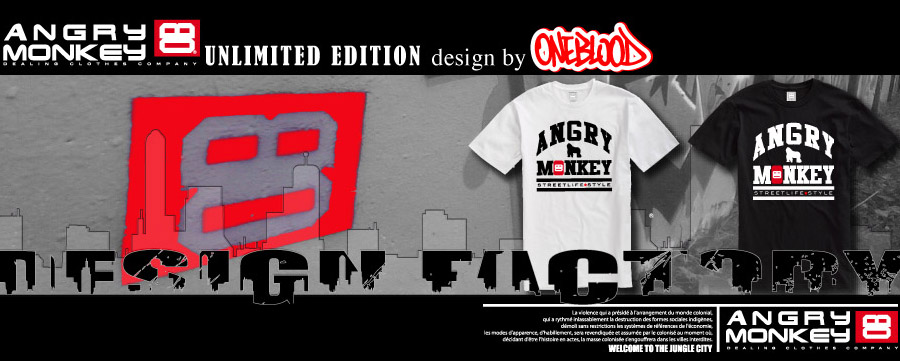 ANGRY
MONKEY 8
DEALING CLOTHES COMPANY
UNLIMITED EDITION design by ONEBLOOD
8
ANGRY
MONKEY
STREETLIFE STYLE
ANGRY
MONKEY
STREETLIFE STYLE
DESIGN FACTORY
La violence qui a présidé à l'arrangement du monde colonial,
qui a rythmé inlassablement la destruction des formes sociales indigènes,
démoli sans restrictions les systèmes de références de l'économie,
les modes d'apparence, d'habillement, sera revendiquée et assumée par le colonisé au moment où,
décidant d'être l'histoire en actes, la masse colonisée s'engouffrera dans les villes interdites.
WELCOME TO THE JUNGLE CITY
ANGRY
MONKEY 8
DEALING CLOTHES COMPANY